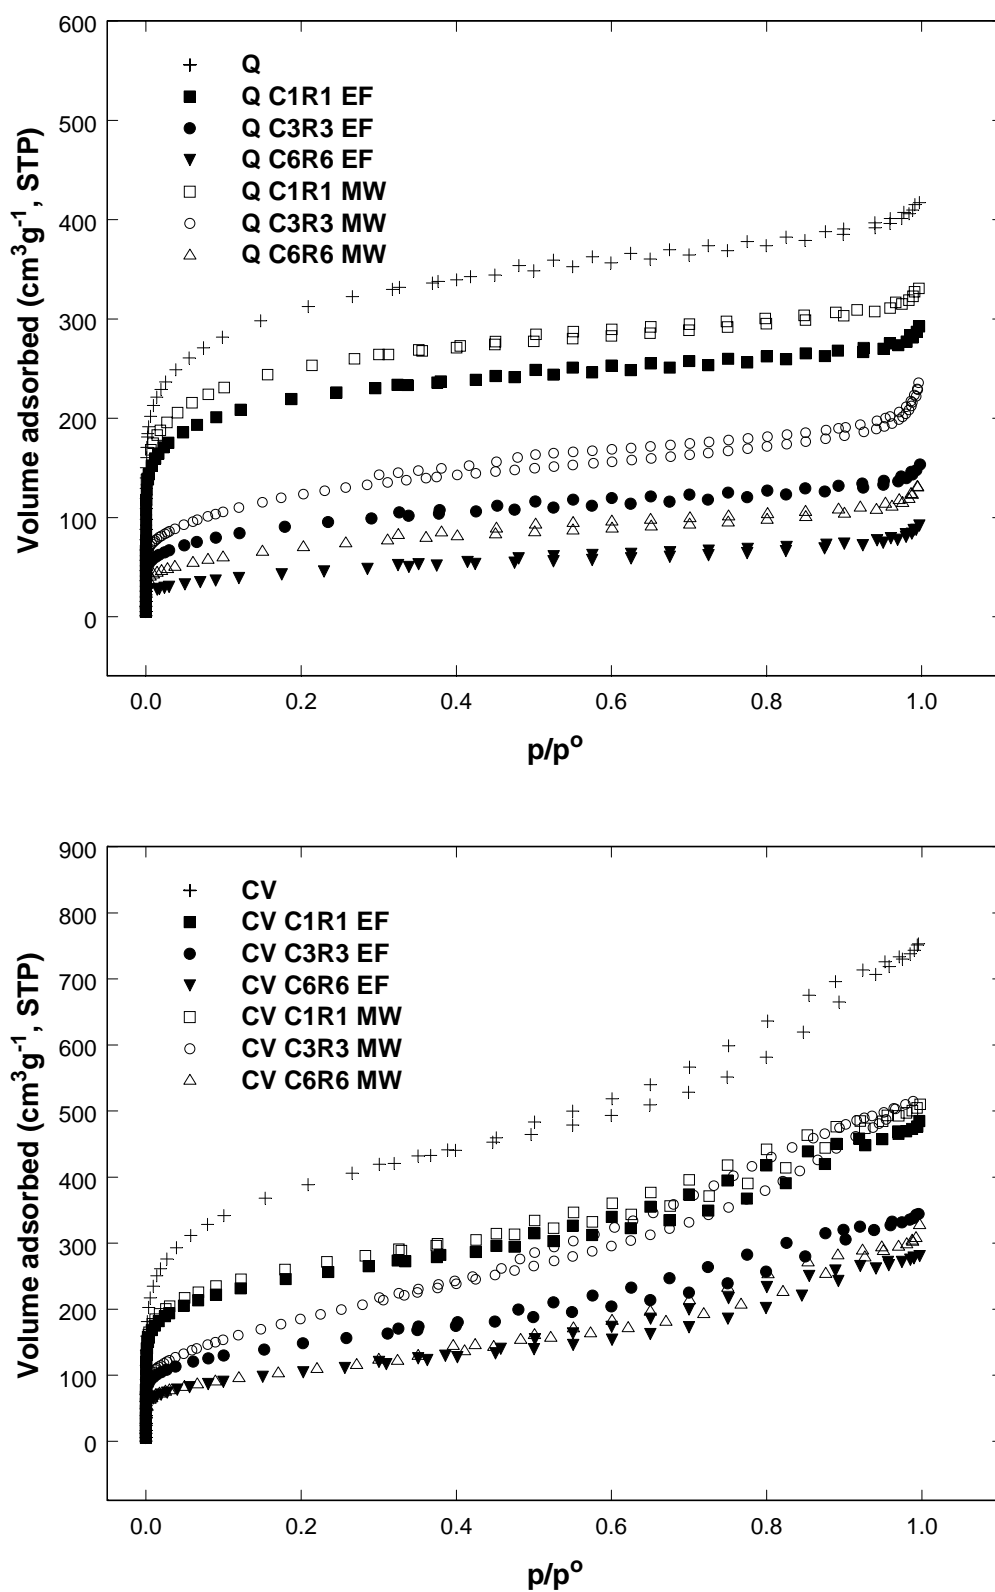 600
500
400
300
200
100
0
Volume adsorbed (cm³g⁻¹, STP)
Q
Q C1R1 EF
Q C3R3 EF
Q C6R6 EF
Q C1R1 MW
Q C3R3 MW
Q C6R6 MW
0.0 0.2 0.4 0.6 0.8 1.0
p/pº
900
800
700
600
500
400
300
200
100
0
Volume adsorbed (cm³g⁻¹, STP)
CV
CV C1R1 EF
CV C3R3 EF
CV C6R6 EF
CV C1R1 MW
CV C3R3 MW
CV C6R6 MW
0.0 0.2 0.4 0.6 0.8 1.0
p/pº